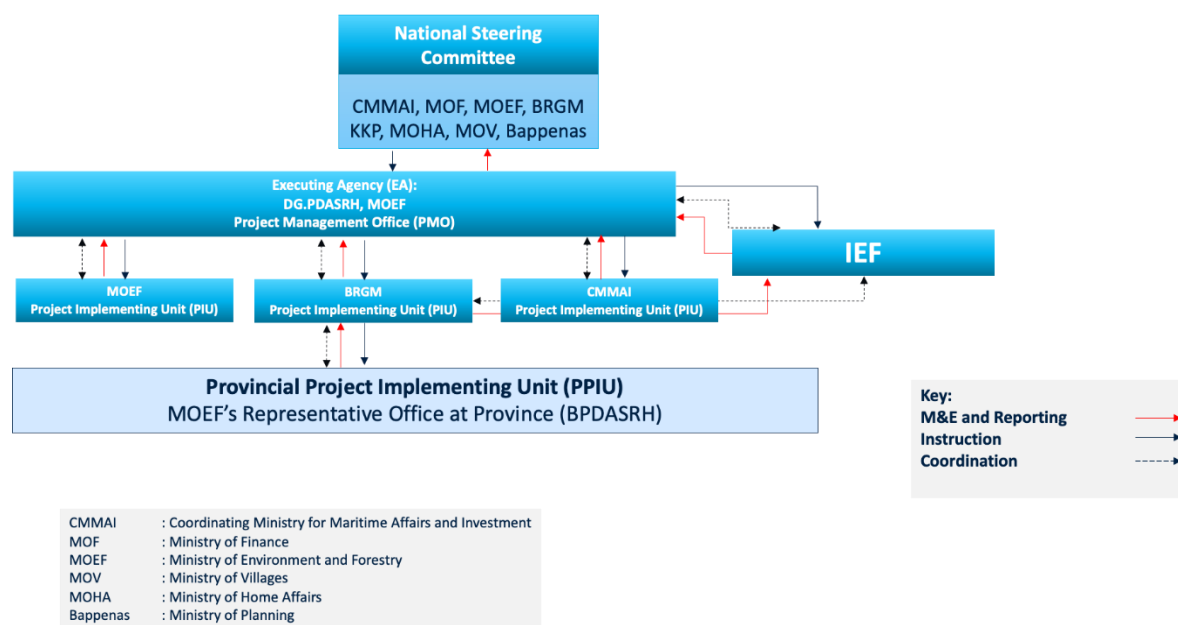 National Steering
Committee
CMMAI, MOF, MOEF, BRGM
KKP, MOHA, MOV, Bappenas
Executing Agency (EA):
DG.PDASRH, MOEF
Project Management Office (PMO)
IEF
MOEF
Project Implementing Unit (PIU)
BRGM
Project Implementing Unit (PIU)
CMMAI
Project Implementing Unit (PIU)
Provincial Project Implementing Unit (PPIU)
MOEF’s Representative Office at Province (BPDASRH)
Key:
M&E and Reporting
Instruction
Coordination
CMMAI : Coordinating Ministry for Maritime Affairs and Investment
MOF : Ministry of Finance
MOEF : Ministry of Environment and Forestry
MOV : Ministry of Villages
MOHA : Ministry of Home Affairs
Bappenas : Ministry of Planning